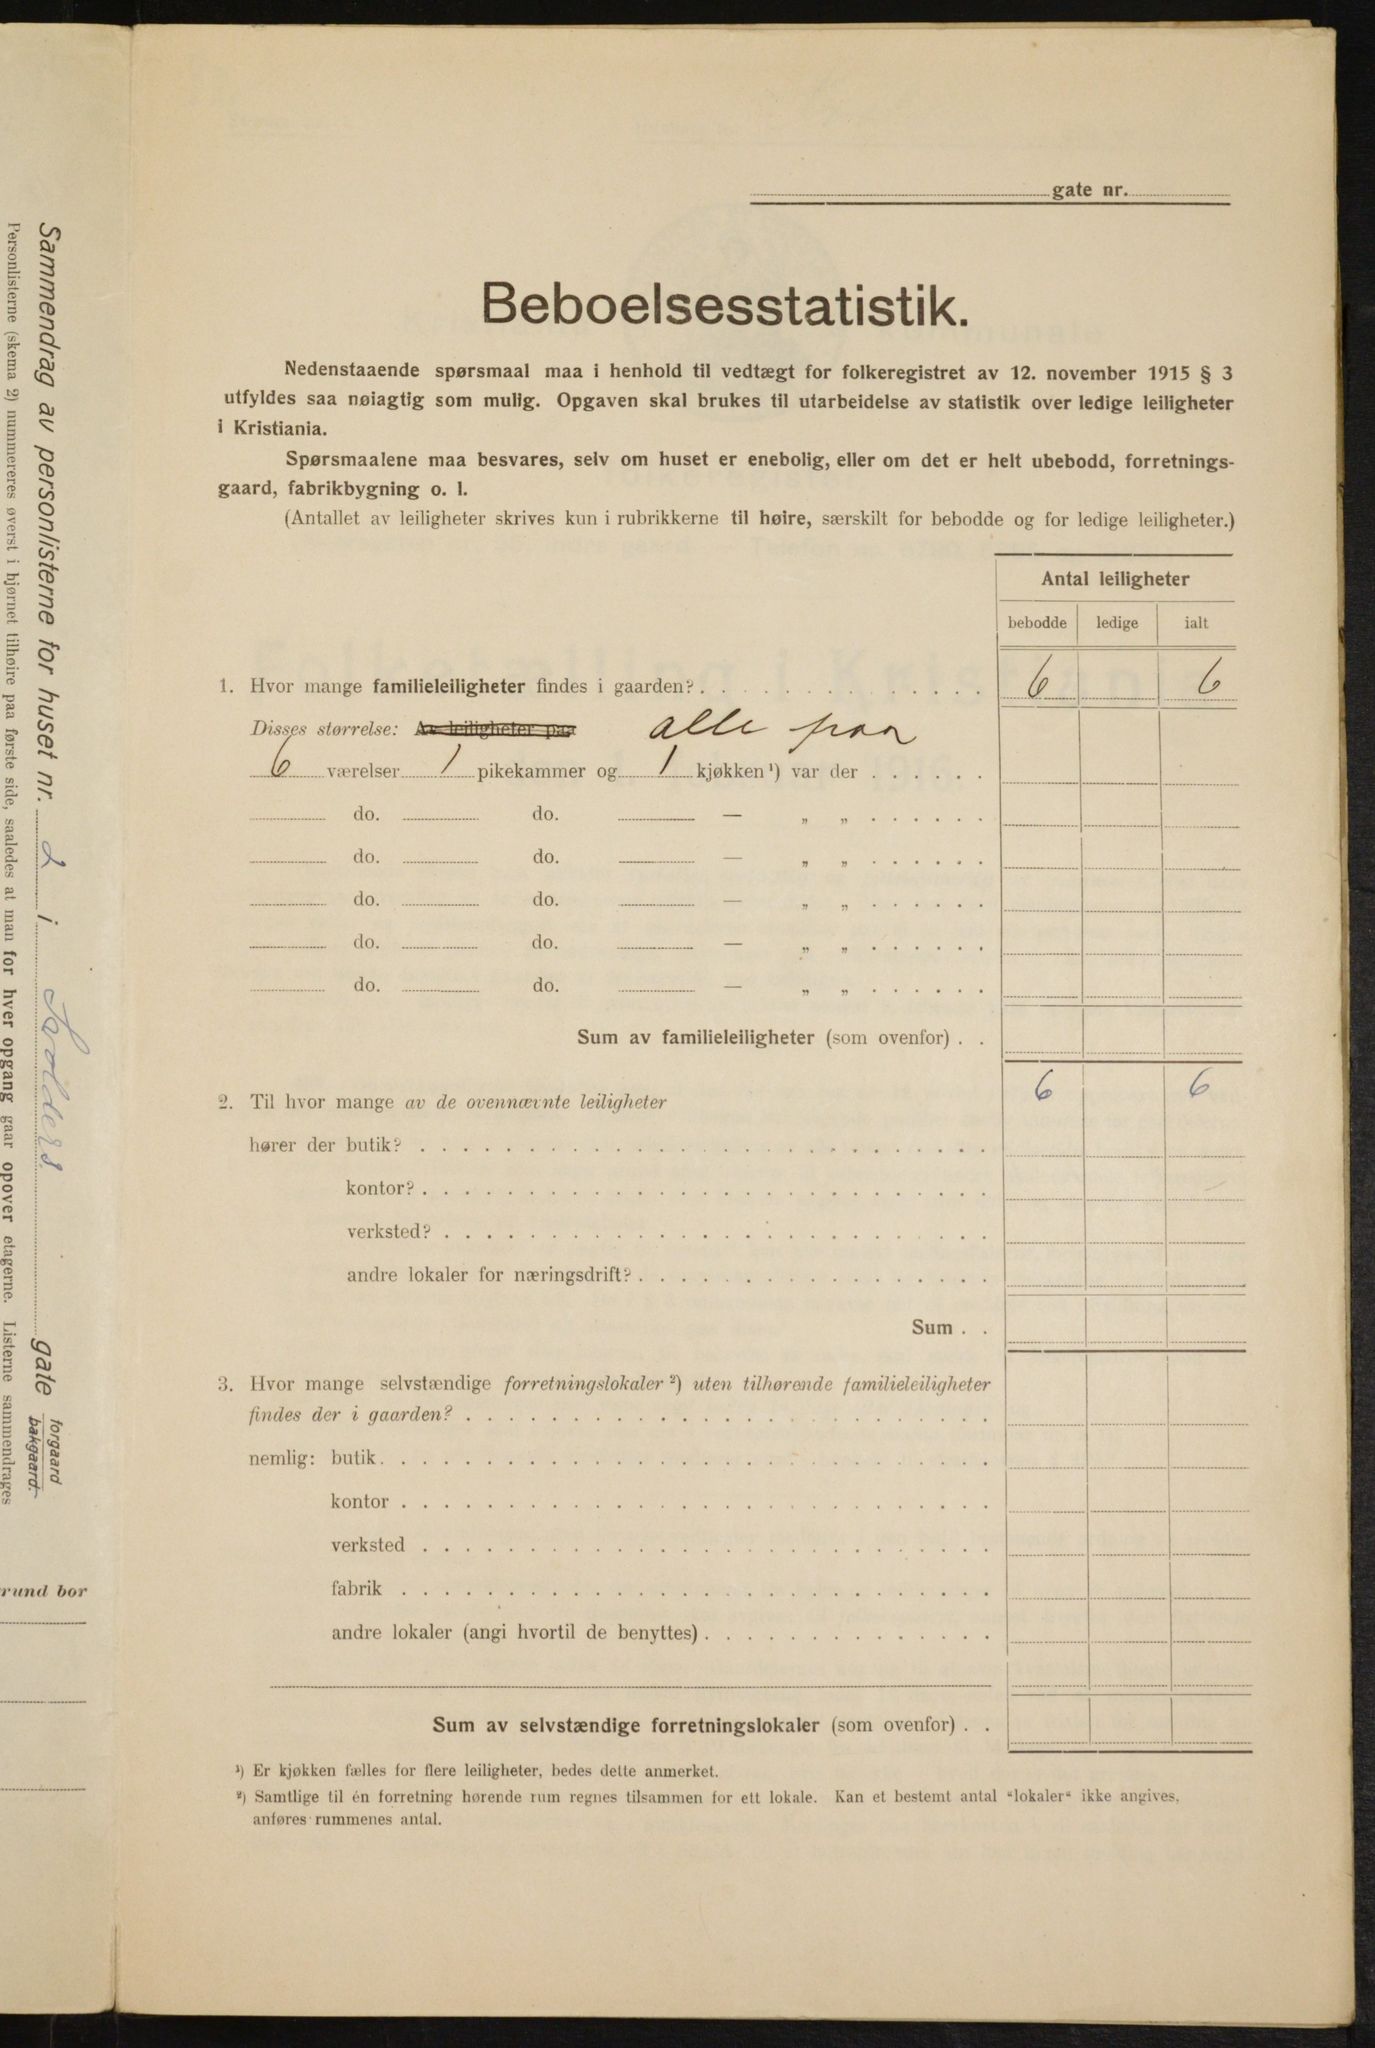 gate nr.
Beboelsesstatistik.
Nedenstaaende spørsmaal maa i henhold til vedtægt for folkeregistret av 12. november 1915 § 3
utfyldes saa nøiagtig som mulig. Opgaven skal brukes til utarbeidelse av statistik over ledige leiligheter
i Kristiania.
Spørsmaalene maa besvares, selv om huset er enebolig, eller om det er helt ubebodd, forretnings-
gaard, fabrikbygning o. l.
(Antallet av leiligheter skrives kun i rubrikkerne til høire, særskilt for bebodde og for ledige leiligheter.)
Antal leiligheter
bebodde ledige ialt
1. Hvor mange familieleiligheter findes i gaarden? . . . . . . . . . . . . . . 6 6
Disses størrelse: Av leiligheter paa alle paa
6 værelser 1 pikekammer og 1 kjøkken ¹) var der . . . . . .
do. do. — „ „ . . . . . .
do. do. — „ „ . . . . . .
do. do. — „ „ . . . . . .
do. do. — „ „ . . . . . .
do. do. — „ „ . . . . . .
Sum av familieleiligheter (som ovenfor) . .
6 6
2. Til hvor mange av de ovennævnte leiligheter
hører der butik? . . . . . . . . . . . . . . . . . . . . . . . . . .
kontor? . . . . . . . . . . . . . . . . . . . . . . . . . .
verksted? . . . . . . . . . . . . . . . . . . . . . . . . .
andre lokaler for næringsdrift? . . . . . . . . . . . . . . . .
Sum . .
3. Hvor mange selvstændige forretningslokaler ²) uten tilhørende familieleiligheter
findes der i gaarden? . . . . . . . . . . . . . . . . . . . . . . . .
nemlig: butik. . . . . . . . . . . . . . . . . . . . . . . . . . . .
kontor . . . . . . . . . . . . . . . . . . . . . . . . . . .
verksted . . . . . . . . . . . . . . . . . . . . . . . . . .
fabrik . . . . . . . . . . . . . . . . . . . . . . . . . . .
andre lokaler (angi hvortil de benyttes) . . . . . . . . . . . . . .
Sum av selvstændige forretningslokaler (som ovenfor) . .
¹) Er kjøkken fælles for flere leiligheter, bedes dette anmerket.
²) Samtlige til én forretning hørende rum regnes tilsammen for ett lokale. Kan et bestemt antal “lokaler“ ikke angives,
anføres rummenes antal.
Sammendrag av personlisterne for huset nr. 2 i gate forgaard bakgaard.
Personlisterne (skema 2) nummereres øverst i hjørnet tilhøire paa første side, saaledes at man for hver opgang gaar opover etagerne. Listerne sammendrages
rund bor